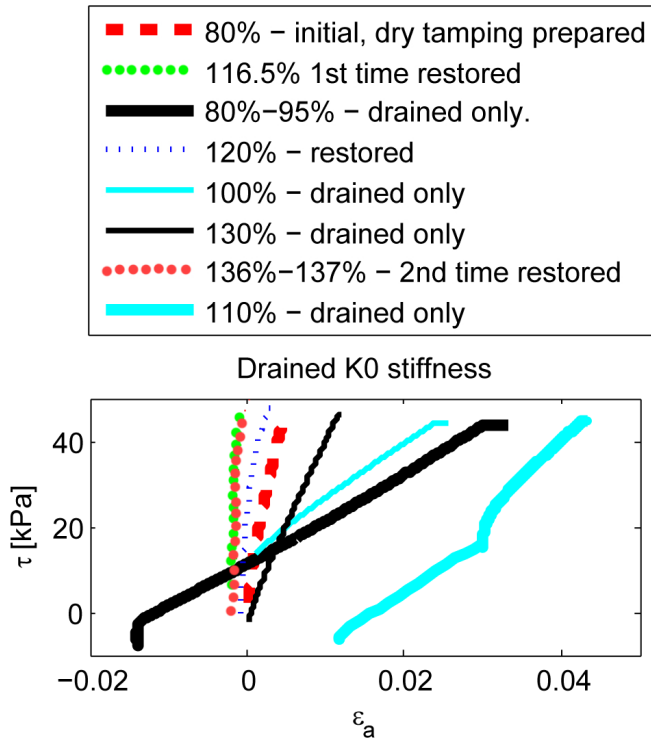 80% − initial, dry tamping prepared
116.5% 1st time restored
80%−95% − drained only.
120% − restored
100% − drained only
130% − drained only
136%−137% − 2nd time restored
110% − drained only
Drained K0 stiffness
τ [kPa]
40
20
0
−0.02 0 0.02 0.04
εa